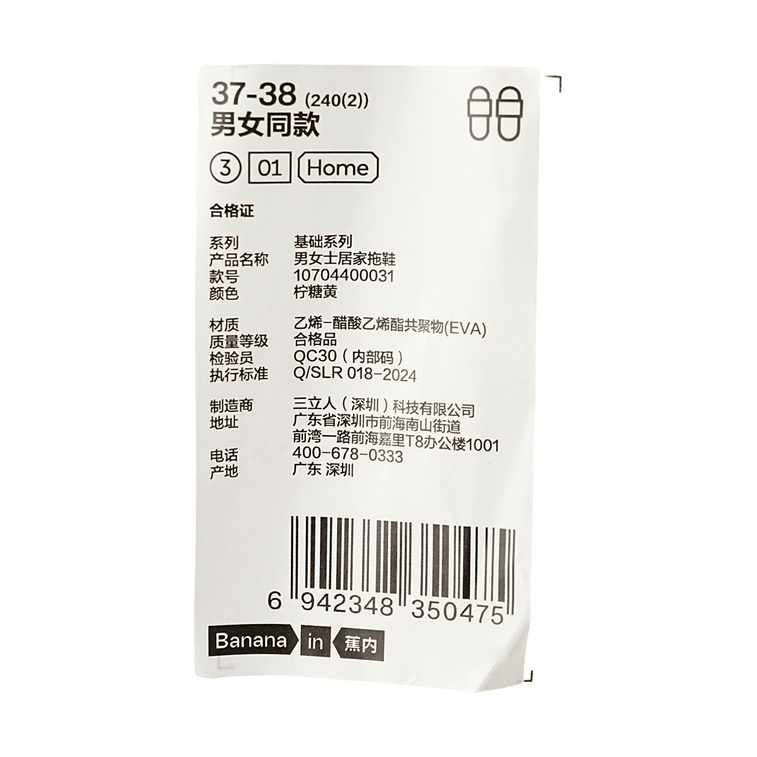 37-38 (240(2))
男女同款
3 01 Home
合格证
系列 基础系列
产品名称 男女士居家拖鞋
款号 10704400031
颜色 柠糖黄
材质 乙烯-醋酸乙烯酯共聚物(EVA)
质量等级 合格品
检验员 QC30（内部码）
执行标准 Q/SLR 018-2024
制造商 三立人（深圳）科技有限公司
地址 广东省深圳市前海南山街道
前湾一路前海嘉里T8办公楼1001
电话 400-678-0333
产地 广东 深圳
6 942348 350475
Banana in 蕉内